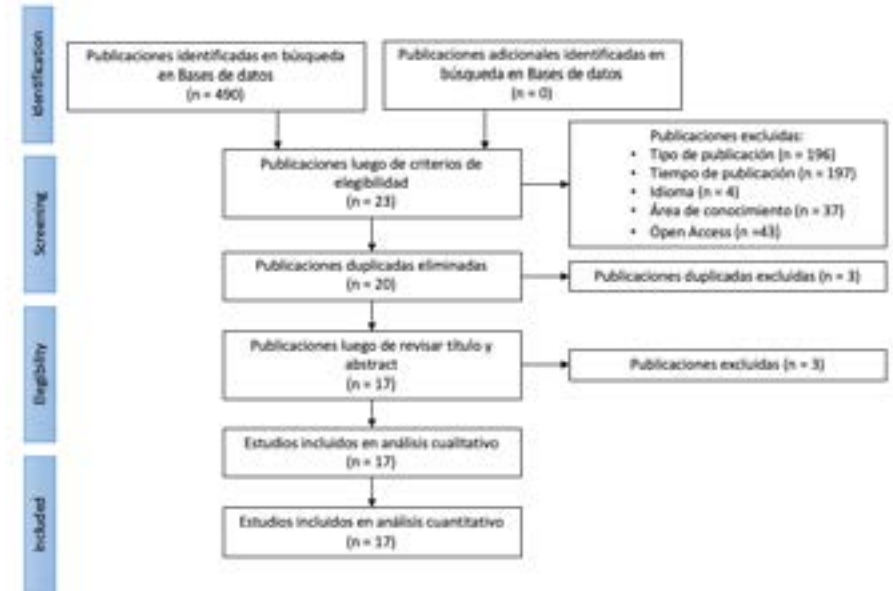 Identification
Publicaciones identificadas en búsqueda
en Bases de datos
(n = 490)
Publicaciones adicionales identificadas en
búsqueda en Bases de datos
(n = 0)
Screening
Publicaciones luego de criterios de
elegibilidad
(n = 23)
Publicaciones excluidas:
• Tipo de publicación (n = 196)
• Tiempo de publicación (n = 197)
• Idioma (n = 4)
• Área de conocimiento (n = 37)
• Open Access (n =43)
Publicaciones duplicadas eliminadas
(n = 20)
Publicaciones duplicadas excluidas (n = 3)
Elegibility
Publicaciones luego de revisar título y
abstract
(n = 17)
Publicaciones excluidas (n = 3)
Estudios incluidos en análisis cualitativo
(n = 17)
Included
Estudios incluidos en análisis cuantitativo
(n = 17)